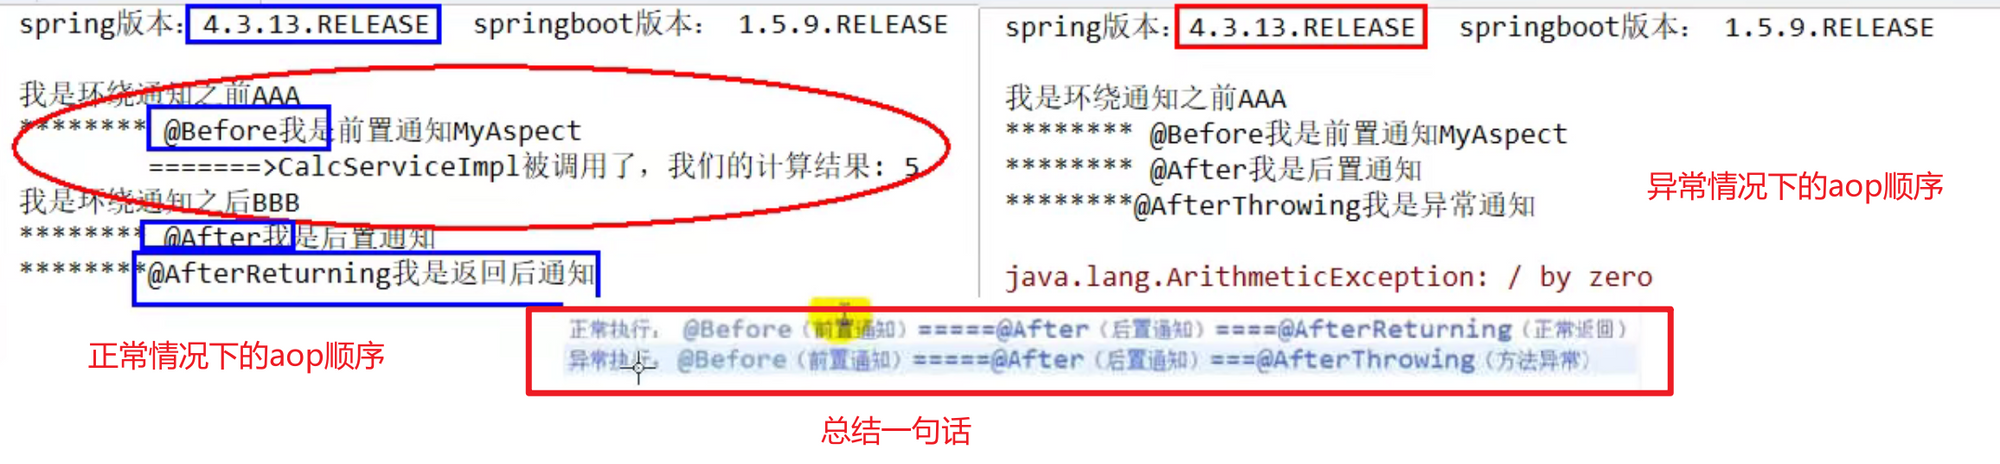 spring版本: 4.3.13.RELEASE springboot版本: 1.5.9.RELEASE
我是环绕通知之前AAA
******** @Before我是前置通知MyAspect
=======>CalcServiceImpl被调用了，我们的计算结果: 5
我是环绕通知之后BBB
******** @After我是后置通知
********@AfterReturning我是返回后通知
正常情况下的aop顺序
spring版本: 4.3.13.RELEASE springboot版本: 1.5.9.RELEASE
我是环绕通知之前AAA
******** @Before我是前置通知MyAspect
******** @After我是后置通知
********@AfterThrowing我是异常通知
java.lang.ArithmeticException: / by zero
异常情况下的aop顺序
正常执行: @Before（前置通知）=====@After（后置通知）====@AfterReturning（正常返回）
异常执行: @Before（前置通知）=====@After（后置通知）===@AfterThrowing（方法异常）
总结一句话